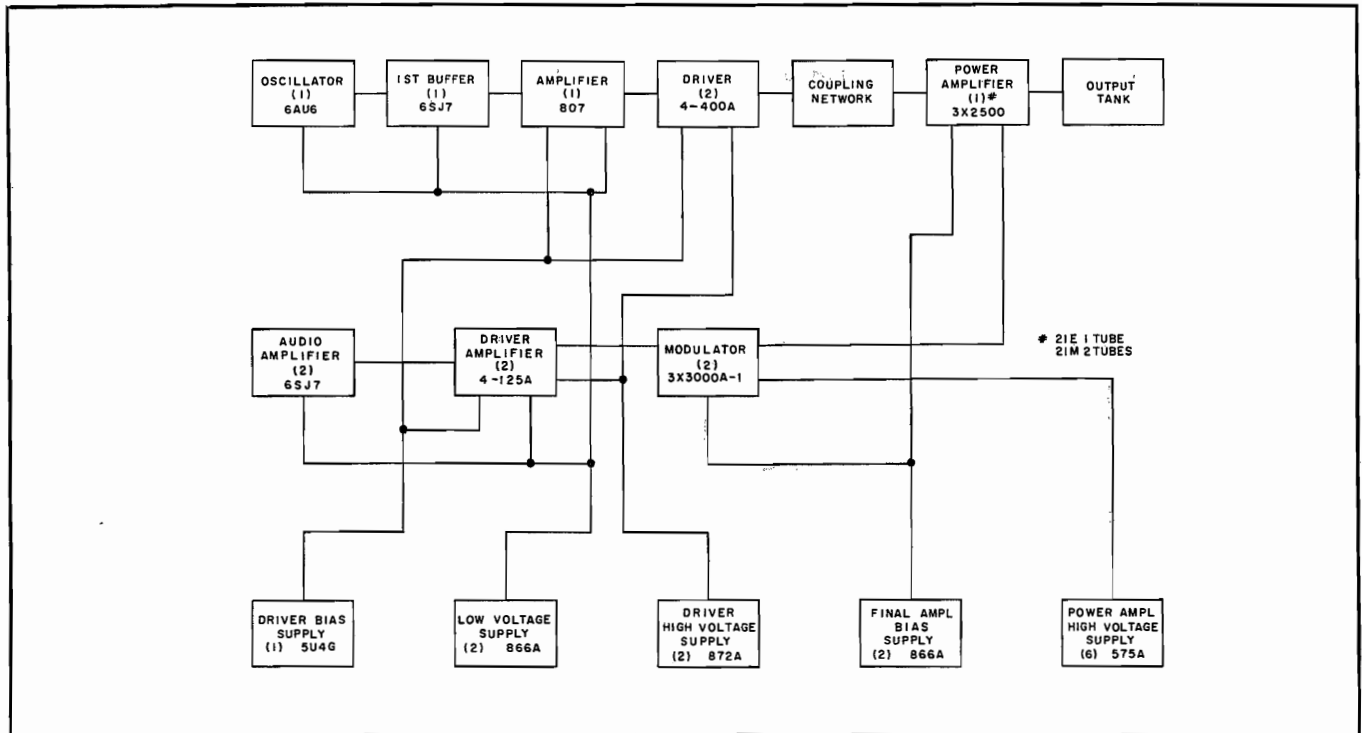 OSCILLATOR
(1)
6AU6
1ST BUFFER
(1)
6SJ7
AMPLIFIER
(1)
807
DRIVER
(2)
4-400A
COUPLING
NETWORK
POWER
AMPLIFIER
(1)#
3X2500
OUTPUT
TANK
AUDIO
AMPLIFIER
(2)
6SJ7
DRIVER
AMPLIFIER
(2)
4-125A
MODULATOR
(2)
3X3000A-1
# 21E 1 TUBE
21M 2 TUBES
DRIVER BIAS
SUPPLY
(1) 5U4G
LOW VOLTAGE
SUPPLY
(2) 866A
DRIVER
HIGH VOLTAGE
SUPPLY
(2) 872A
FINAL AMPL
BIAS
SUPPLY
(2) 866A
POWER AMPL
HIGH VOLTAGE
SUPPLY
(6) 575A